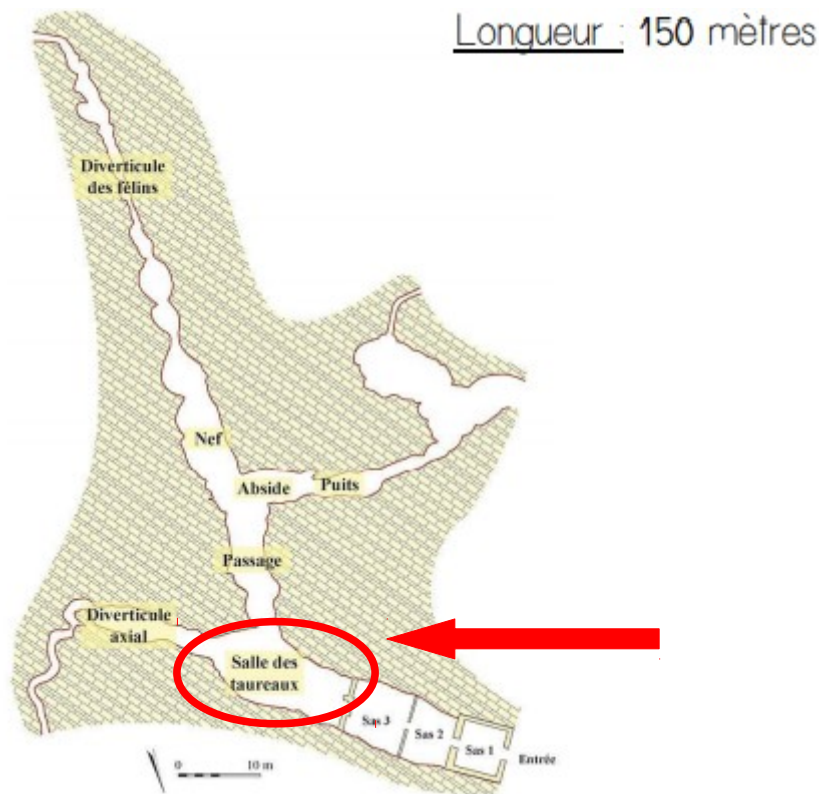 Longueur : 150 mètres
Diverticule
des félins
Nef
Abside
Puits
Passage
Diverticule
axial
Salle des
taureaux
Sas 3
Sas 2
Sas 1
Entrée
0 10 m